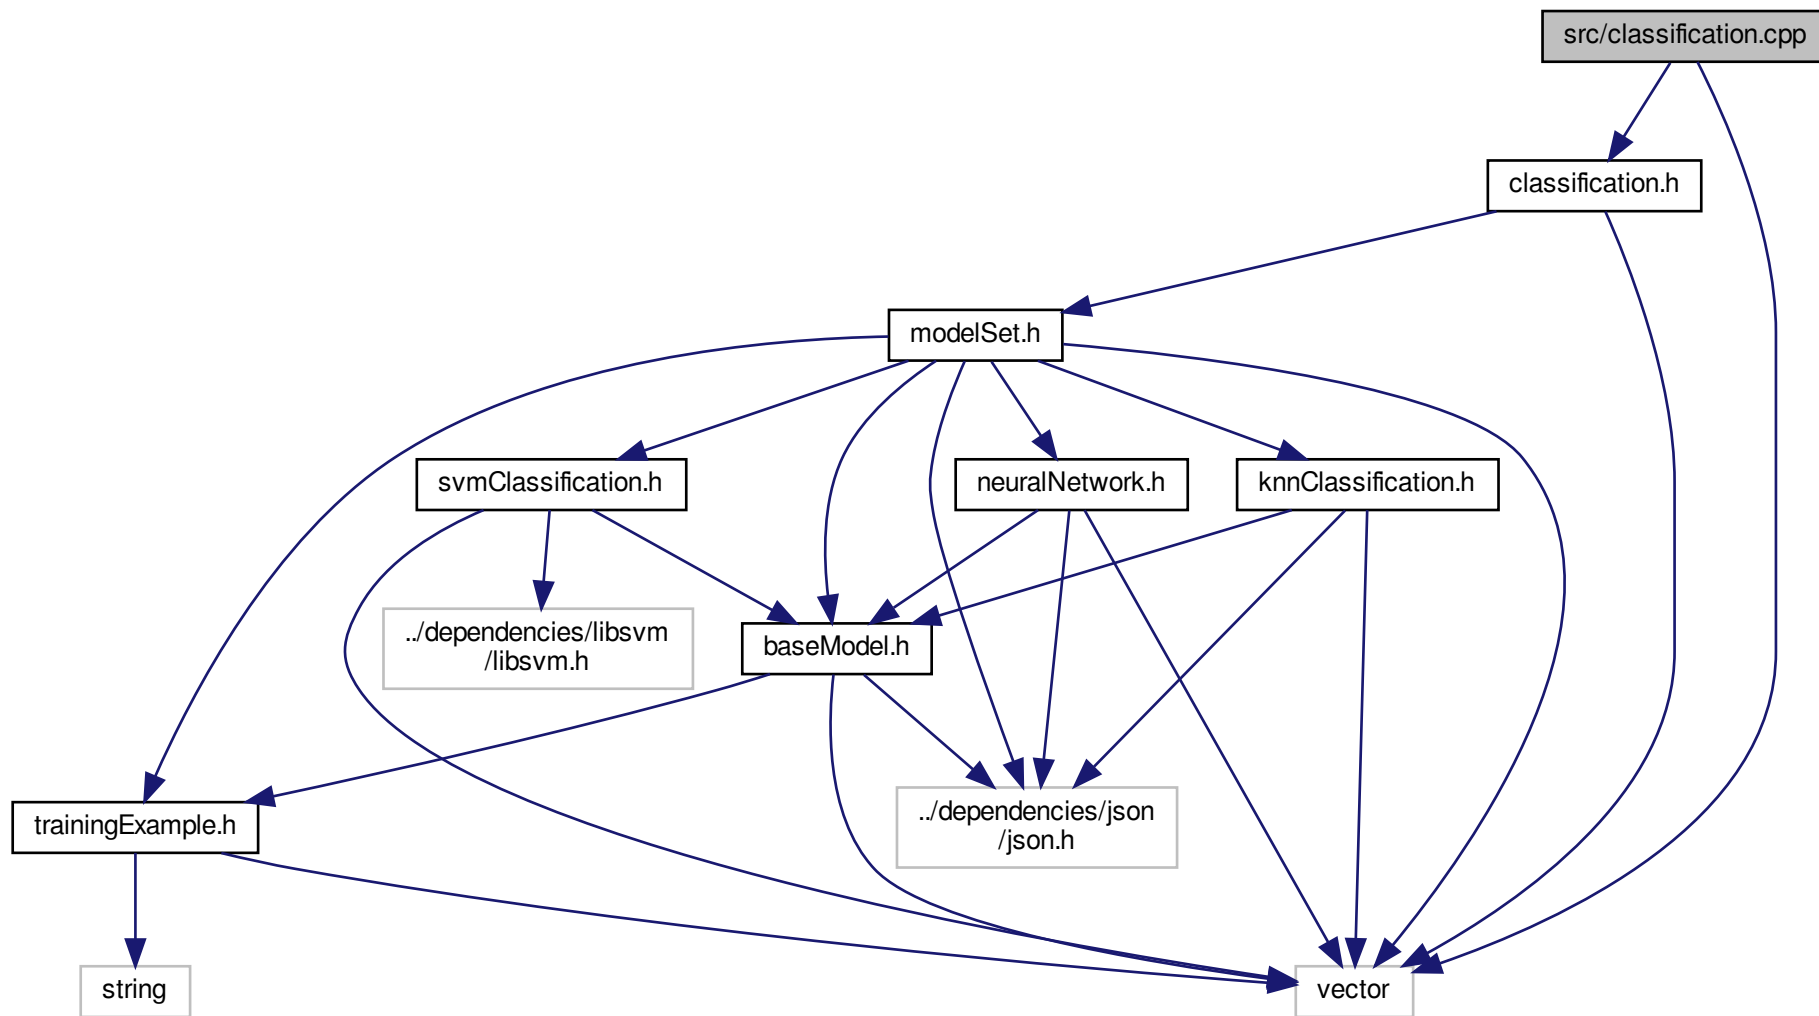 src/classification.cpp
classification.h
modelSet.h
svmClassification.h
neuralNetwork.h
knnClassification.h
../dependencies/libsvm
/libsvm.h
baseModel.h
trainingExample.h
../dependencies/json
/json.h
string
vector